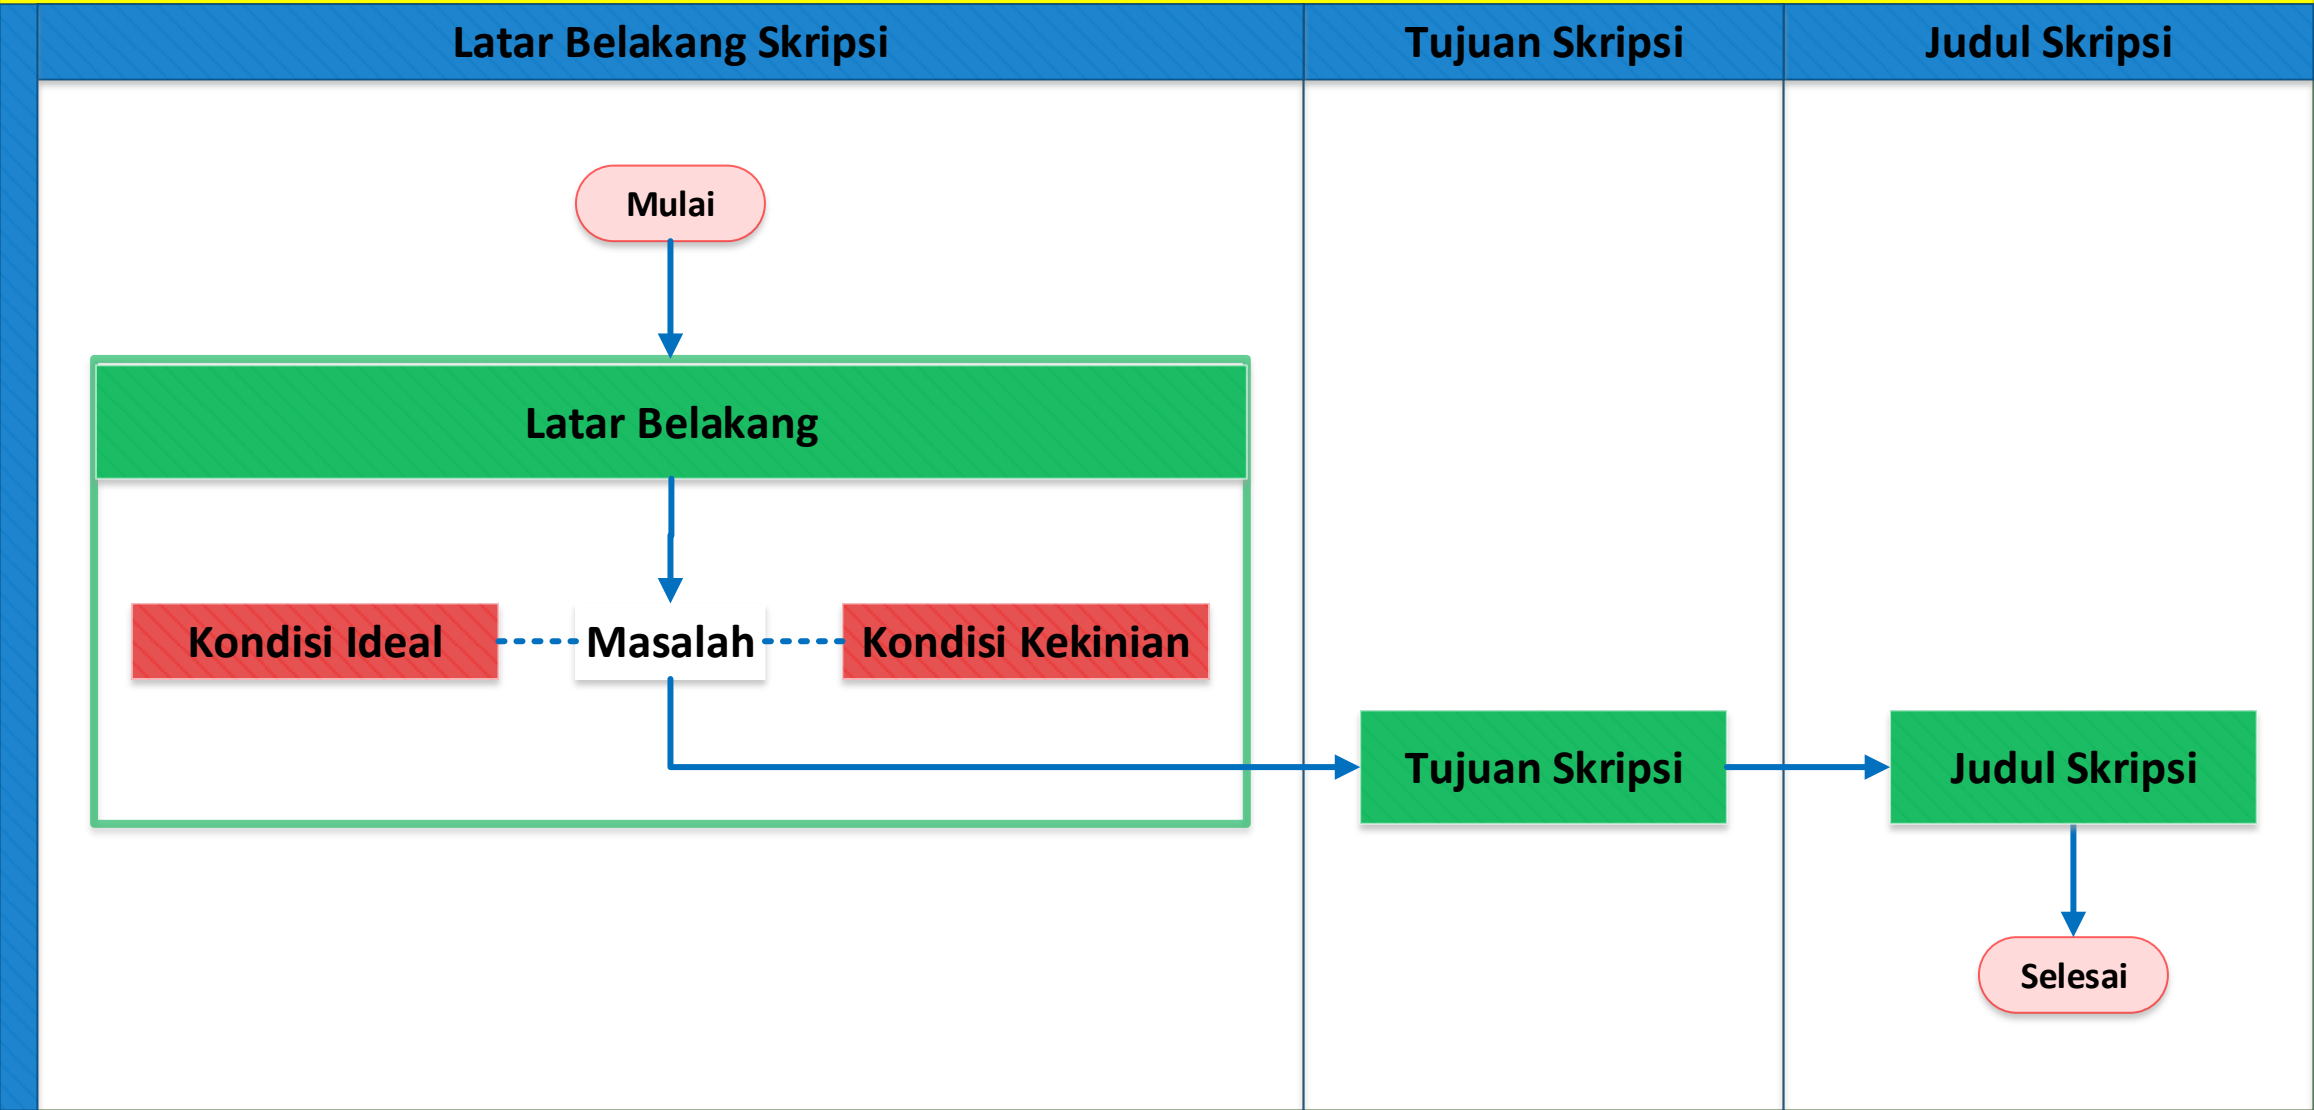 Latar Belakang Skripsi
Tujuan Skripsi
Judul Skripsi
Mulai
Latar Belakang
Kondisi Ideal
Masalah
Kondisi Kekinian
Tujuan Skripsi
Judul Skripsi
Selesai